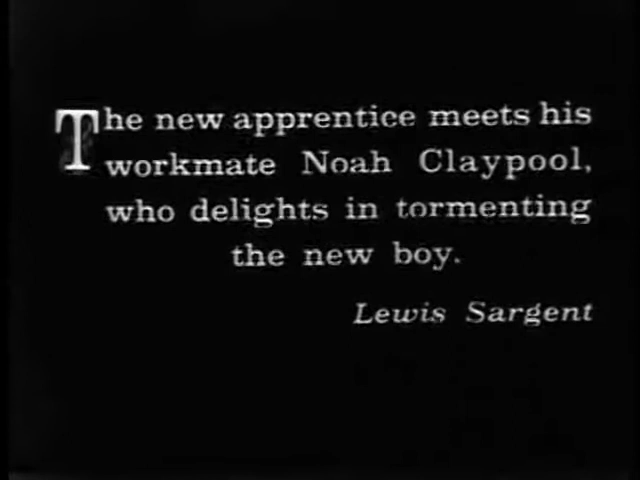 The new apprentice meets his
workmate Noah Claypool,
who delights in tormenting
the new boy.
Lewis Sargent